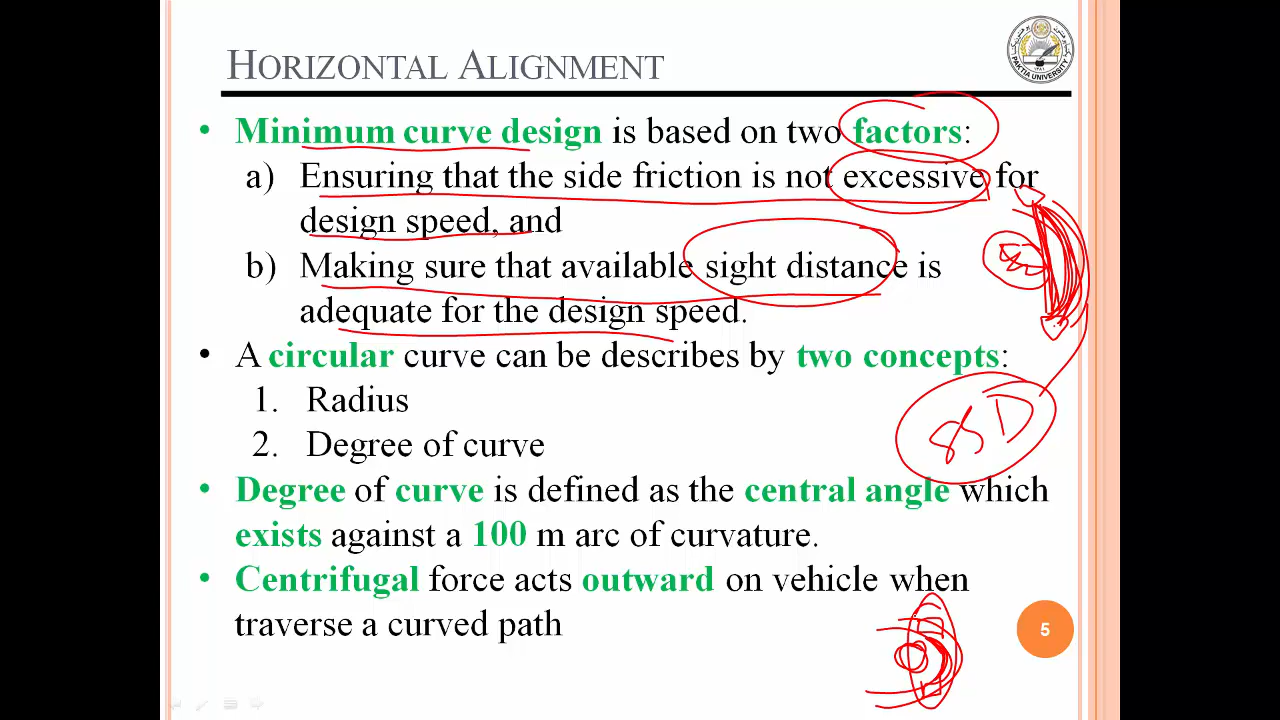 HORIZONTAL ALIGNMENT
PAKTIA UNIVERSITY
• Minimum curve design is based on two factors:
a) Ensuring that the side friction is not excessive for
design speed, and
b) Making sure that available sight distance is
adequate for the design speed.
• A circular curve can be describes by two concepts:
1. Radius
2. Degree of curve
SSD
• Degree of curve is defined as the central angle which
exists against a 100 m arc of curvature.
• Centrifugal force acts outward on vehicle when
traverse a curved path
5